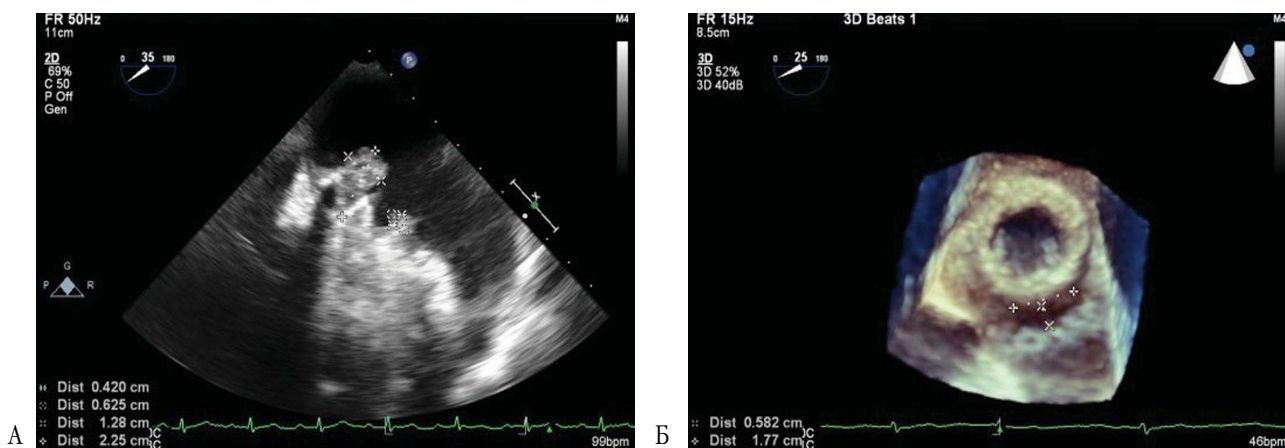 FR 50Hz
11cm
M4
2D
69%
C 50
P Off
Gen
0 35 180
P
G
P R
Dist 0.420 cm
Dist 0.625 cm
Dist 1.28 cm
Dist 2.25 cm
99bpm
А
FR 15Hz
8.5cm
3D Beats 1
M4
3D
3D 52%
3D 40dB
0 25 180
Dist 0.582 cm
Dist 1.77 cm
46bpm
Б